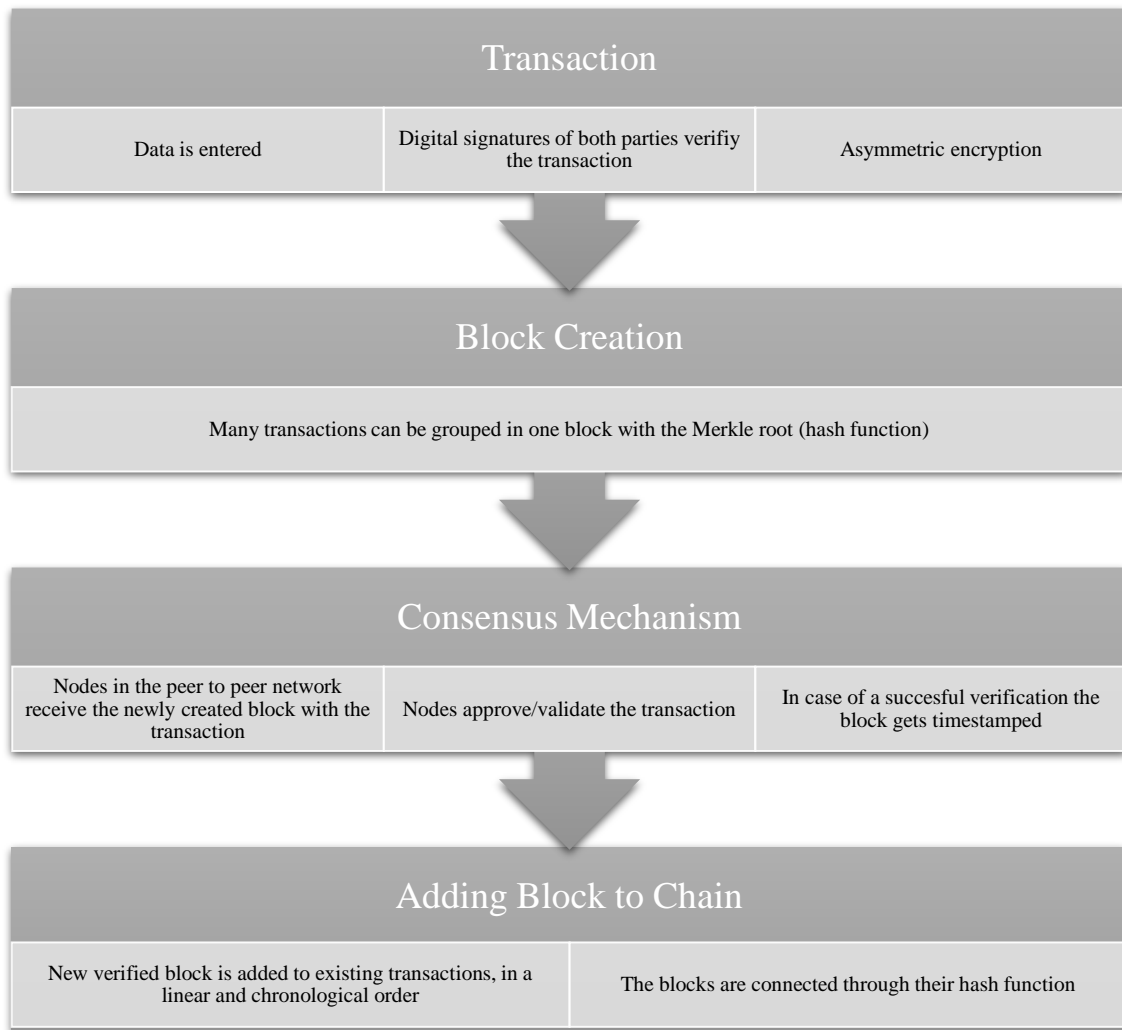 Transaction
Data is entered
Digital signatures of both parties verifiy
the transaction
Asymmetric encryption
Block Creation
Many transactions can be grouped in one block with the Merkle root (hash function)
Consensus Mechanism
Nodes in the peer to peer network
receive the newly created block with the
transaction
Nodes approve/validate the transaction
In case of a succesful verification the
block gets timestamped
Adding Block to Chain
New verified block is added to existing transactions, in a
linear and chronological order
The blocks are connected through their hash function